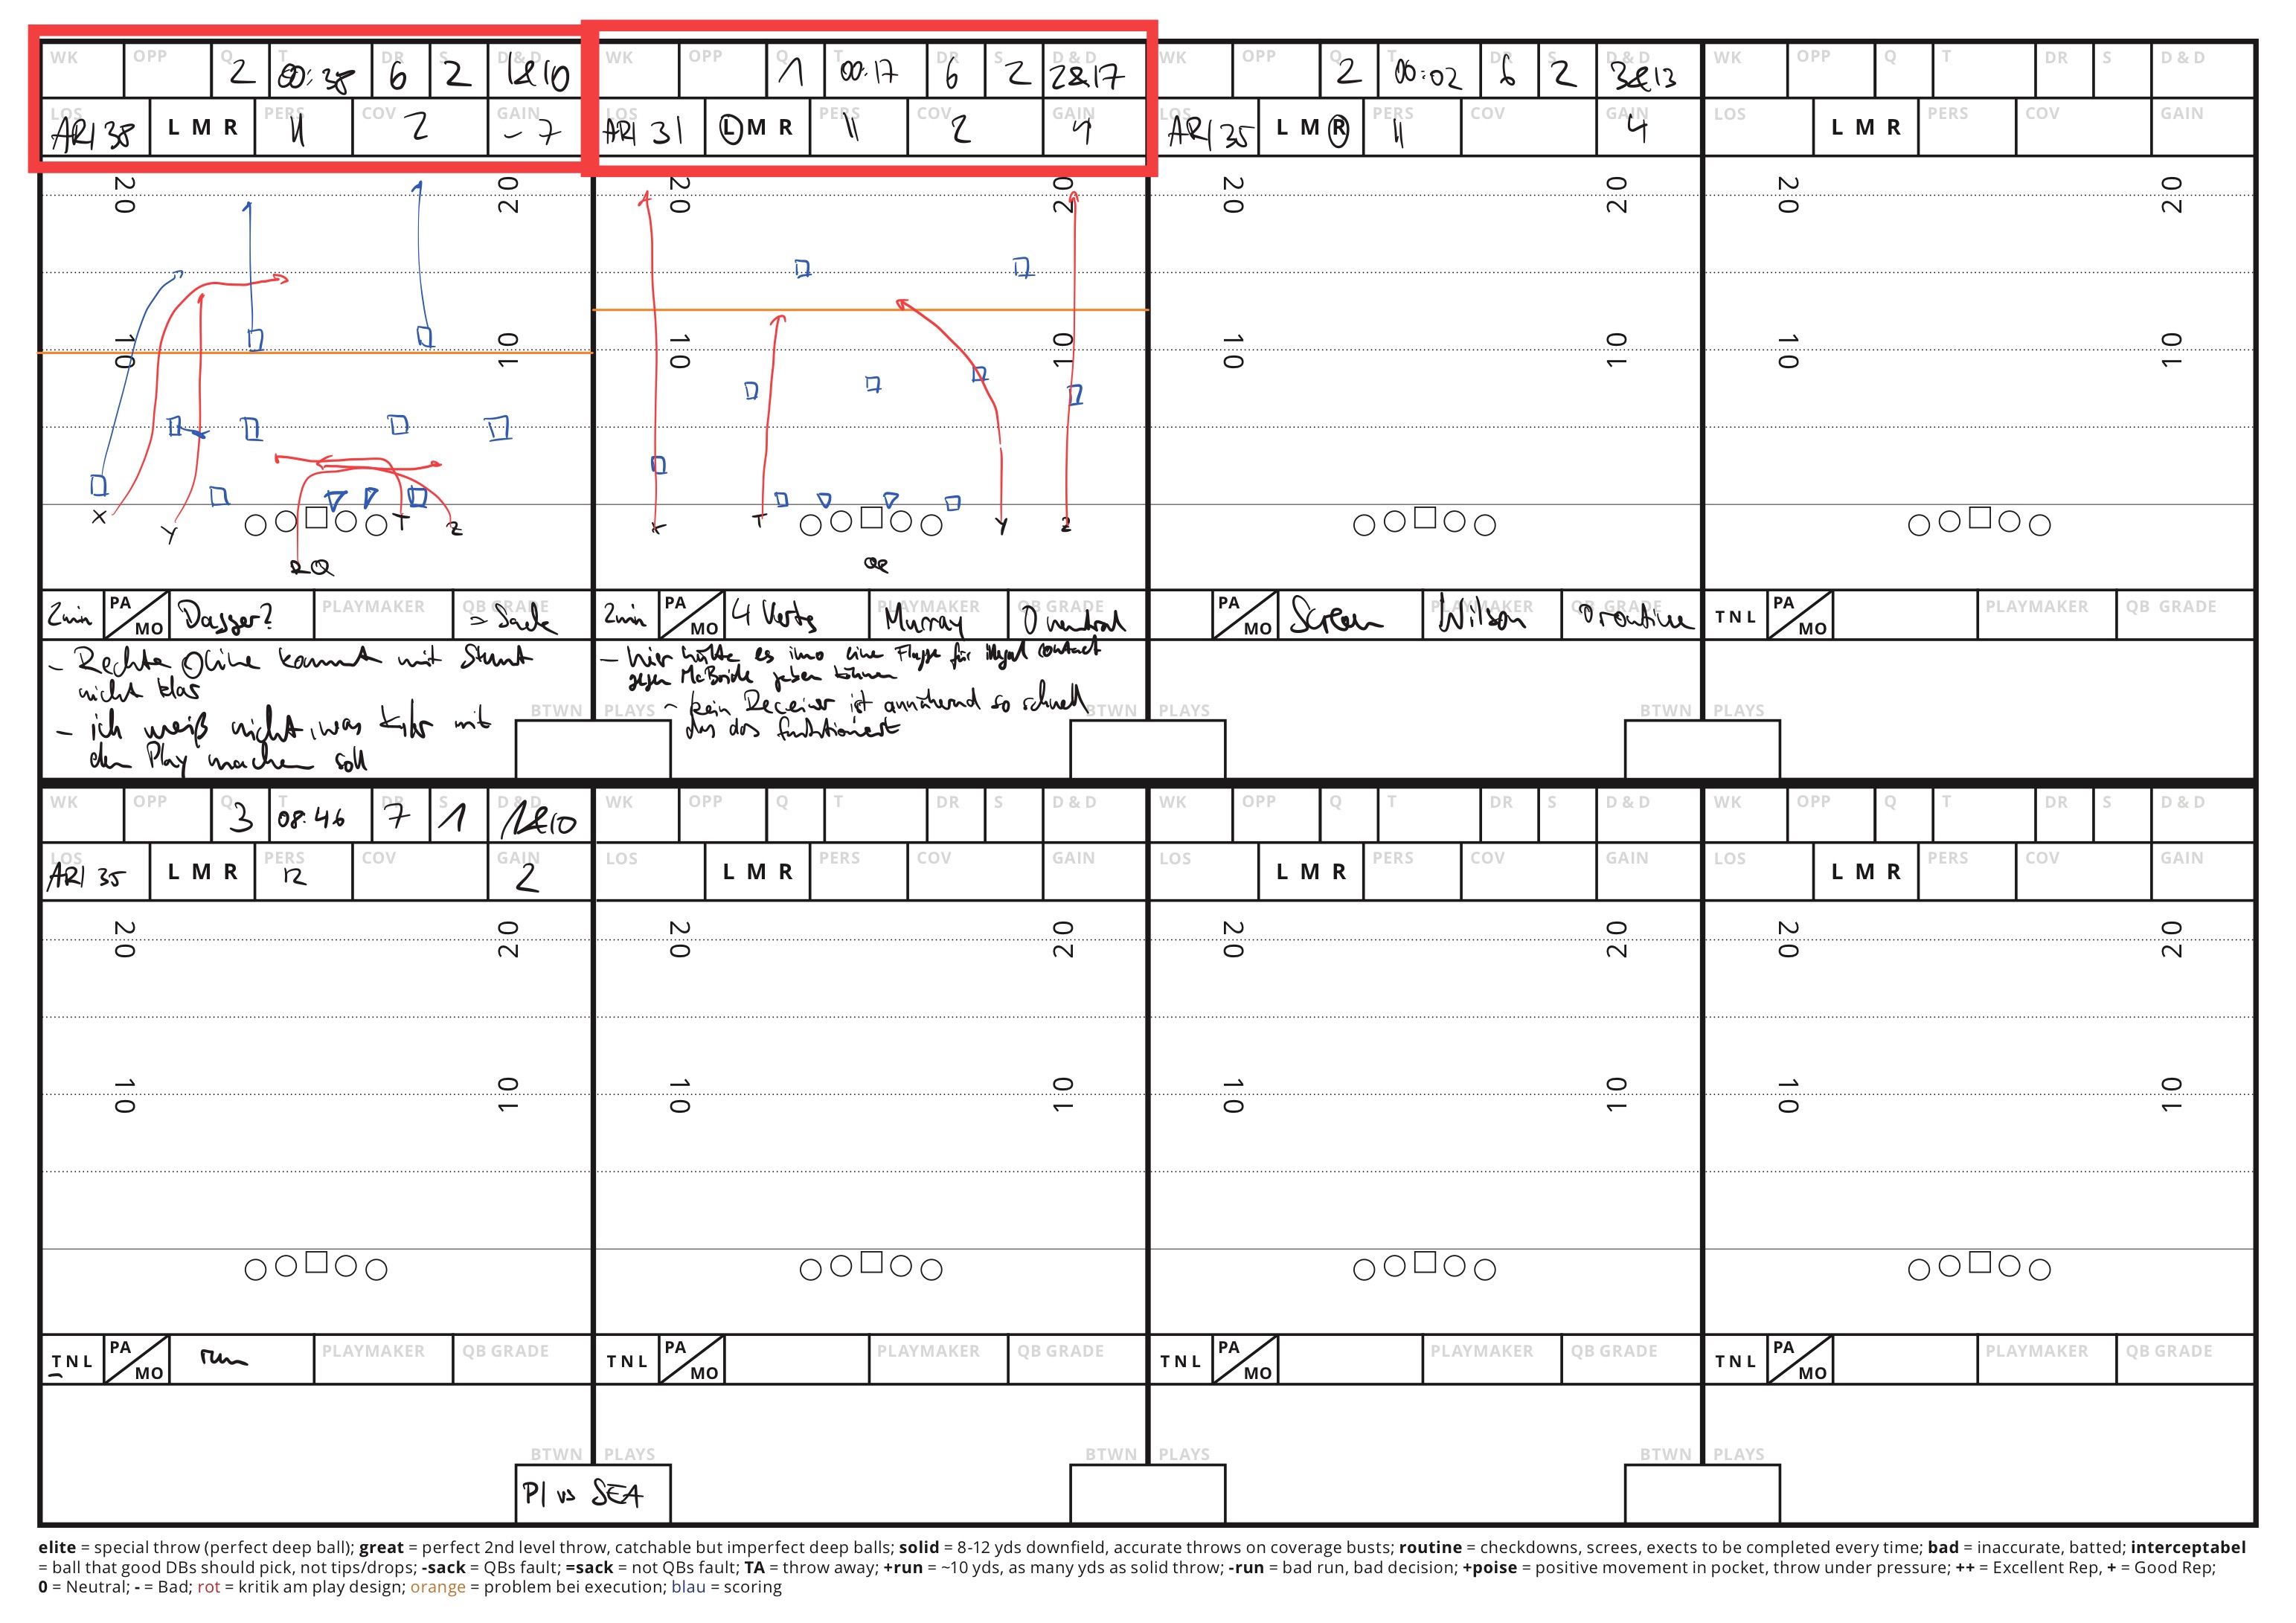 WK OPP Q 2 T 00:38 DR 6 S 2 D & D 1&10
LOS ARI 38 L M R PERS 11 COV 2 GAIN - 7
20 20
10 10
X Y T Z
R Q
2min PA MO Dagger? PLAYMAKER QB GRADE = Sack
- Rechte Oline kommt mit Stunt
nicht klar
- ich weiß nicht, was Kyler mit
dem Play machen soll
BTWN PLAYS
WK OPP Q 1 T 00:17 DR 6 S 2 D & D 2&17
LOS ARI 31 L M R PERS 11 COV 2 GAIN 4
20 20
10 10
X T Y Z
QB
2min PA MO 4 Verts PLAYMAKER Murray QB GRADE 0 neutral
- hier hätte es imo eine Flagge für illegal contact
gegen McBride geben können
- kein Receiver ist annähernd so schnell
das das funktioniert
BTWN PLAYS
WK OPP Q 2 T 00:02 DR 6 S 2 D & D 3&13
LOS ARI 35 L M R PERS 11 COV GAIN 4
20 20
10 10
PA MO Screen PLAYMAKER Wilson QB GRADE 0 routine
BTWN PLAYS
WK OPP Q T DR S D & D
LOS L M R PERS COV GAIN
20 20
10 10
T N L PA MO PLAYMAKER QB GRADE
WK OPP Q 3 T 08:46 DR 7 S 1 D & D 1&10
LOS ARI 35 L M R PERS 12 COV GAIN 2
20 20
10 10
T N L PA MO run PLAYMAKER QB GRADE
BTWN PLAYS
PI vs SEA
WK OPP Q T DR S D & D
LOS L M R PERS COV GAIN
20 20
10 10
T N L PA MO PLAYMAKER QB GRADE
BTWN PLAYS
WK OPP Q T DR S D & D
LOS L M R PERS COV GAIN
20 20
10 10
T N L PA MO PLAYMAKER QB GRADE
BTWN PLAYS
WK OPP Q T DR S D & D
LOS L M R PERS COV GAIN
20 20
10 10
T N L PA MO PLAYMAKER QB GRADE
elite = special throw (perfect deep ball); great = perfect 2nd level throw, catchable but imperfect deep balls; solid = 8-12 yds downfield, accurate throws on coverage busts; routine = checkdowns, screes, exects to be completed every time; bad = inaccurate, batted; interceptabel
= ball that good DBs should pick, not tips/drops; -sack = QBs fault; =sack = not QBs fault; TA = throw away; +run = ~10 yds, as many yds as solid throw; -run = bad run, bad decision; +poise = positive movement in pocket, throw under pressure; ++ = Excellent Rep, + = Good Rep;
0 = Neutral; - = Bad; rot = kritik am play design; orange = problem bei execution; blau = scoring